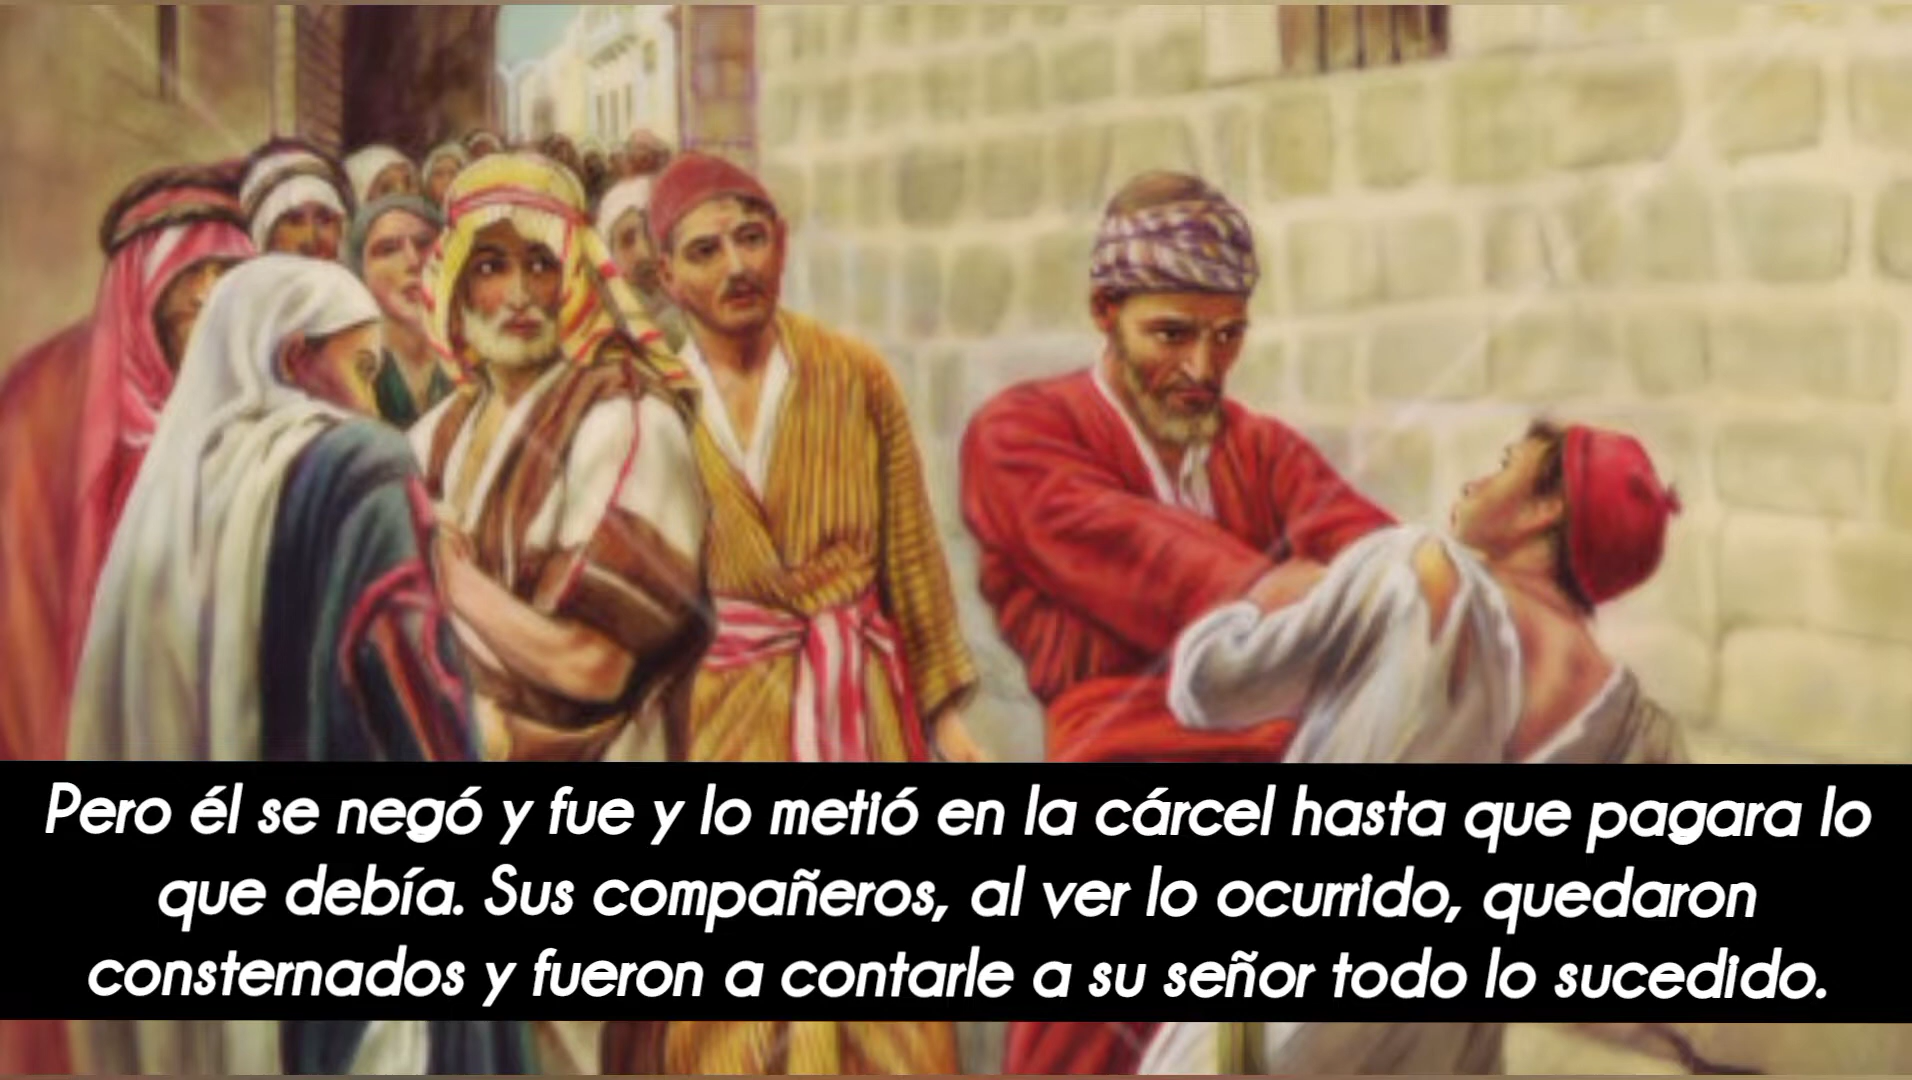 Pero él se negó y fue y lo metió en la cárcel hasta que pagara lo
que debía. Sus compañeros, al ver lo ocurrido, quedaron
consternados y fueron a contarle a su señor todo lo sucedido.